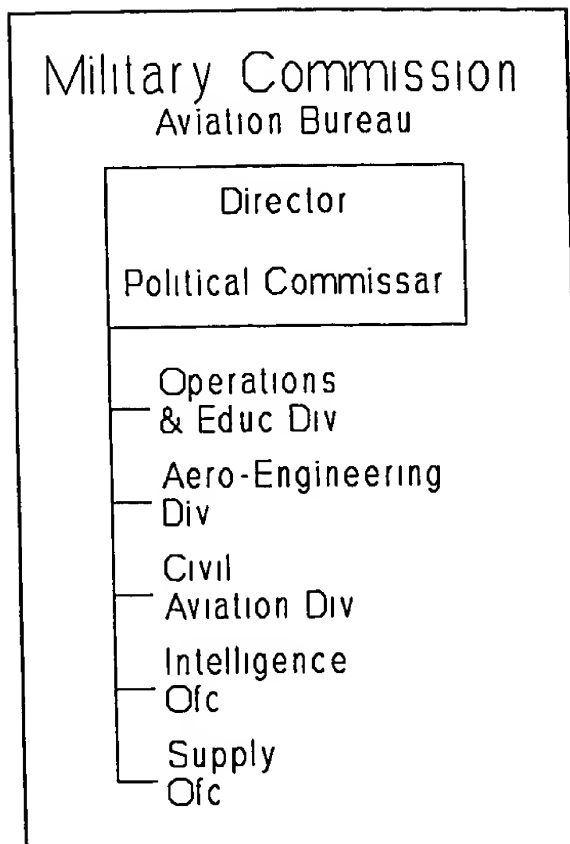 Military Commission
Aviation Bureau
Director
Political Commissar
Operations
& Educ Div
Aero-Engineering
Div
Civil
Aviation Div
Intelligence
Ofc
Supply
Ofc